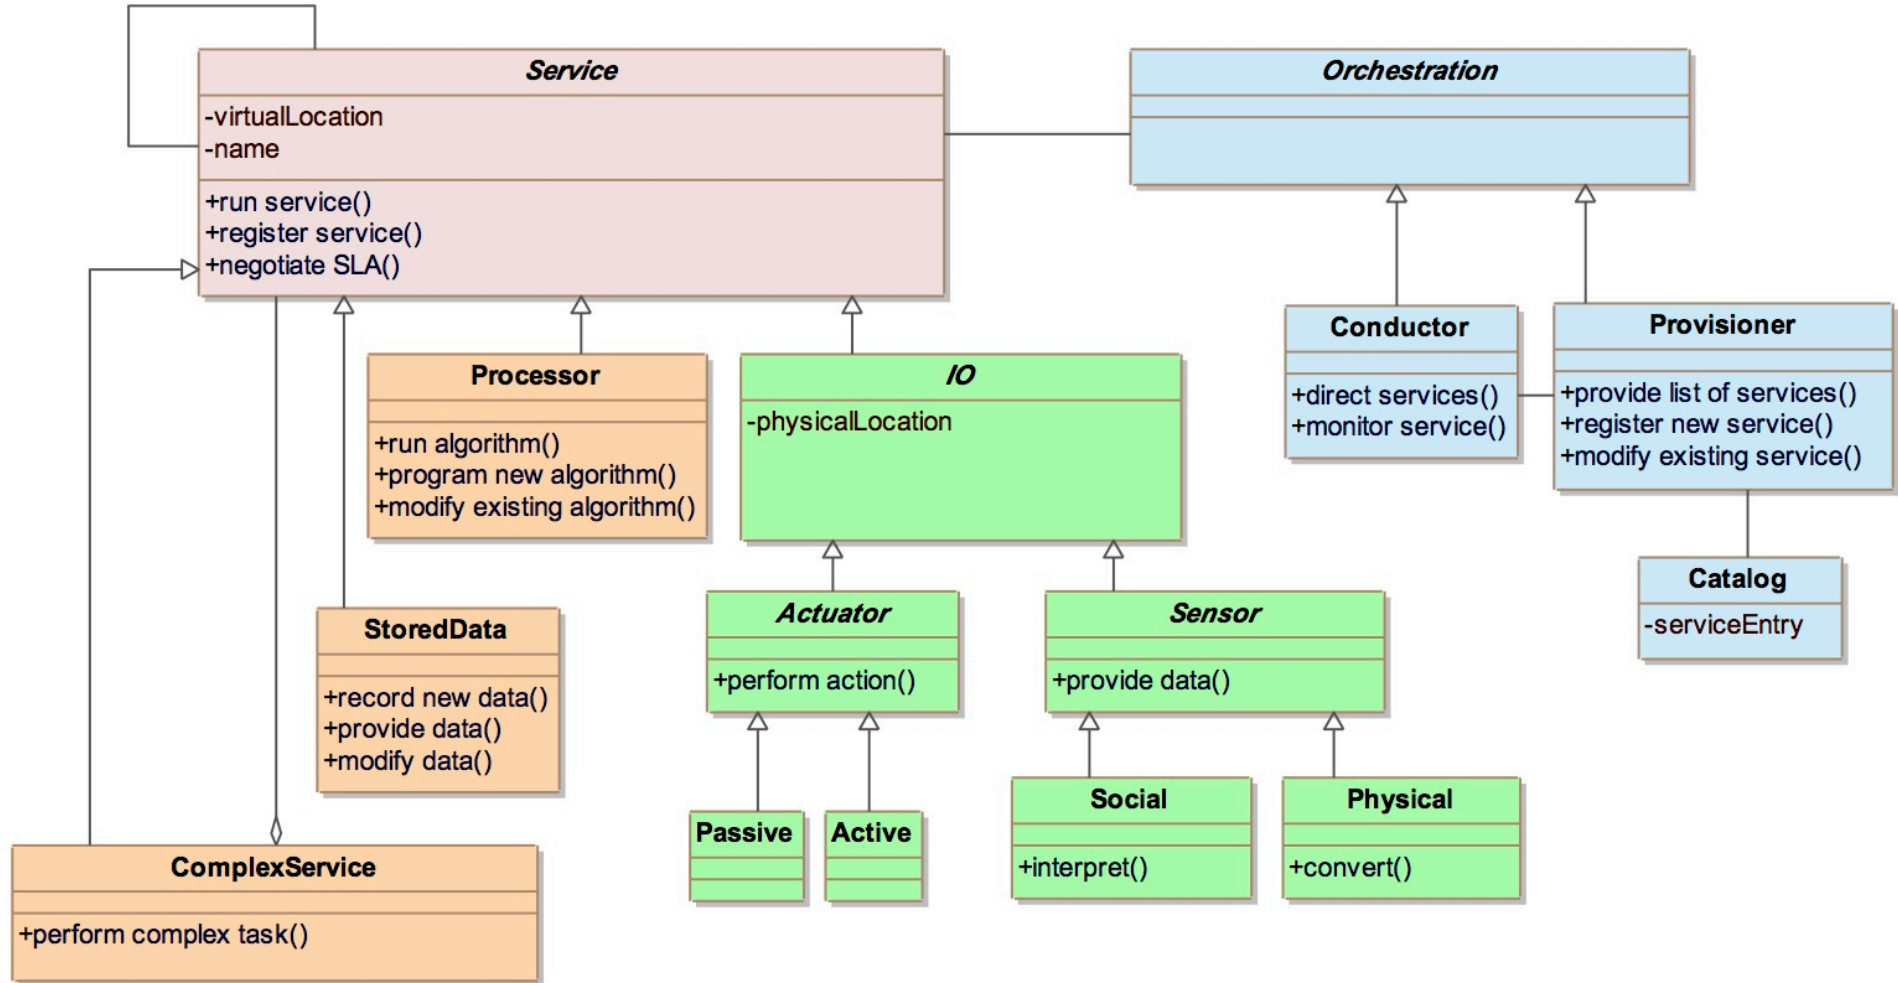 Service
-virtualLocation
-name
+run service()
+register service()
+negotiate SLA()
Orchestration
Conductor
+direct services()
+monitor service()
Provisioner
+provide list of services()
+register new service()
+modify existing service()
Catalog
-serviceEntry
Processor
+run algorithm()
+program new algorithm()
+modify existing algorithm()
IO
-physicalLocation
StoredData
+record new data()
+provide data()
+modify data()
Actuator
+perform action()
Sensor
+provide data()
Passive
Active
Social
+interpret()
Physical
+convert()
ComplexService
+perform complex task()